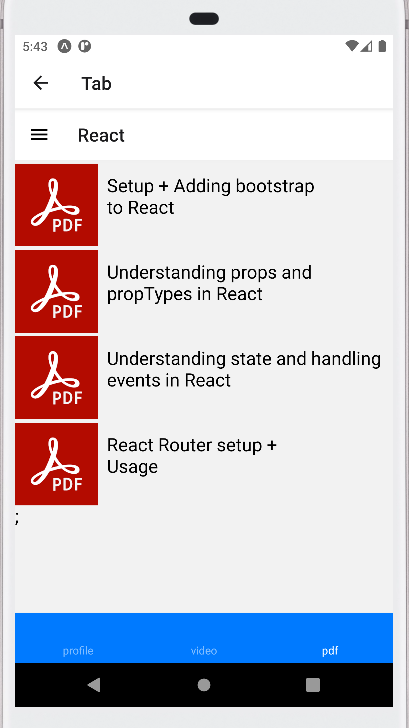 5:43
Tab
React
PDF
Setup + Adding bootstrap
to React
PDF
Understanding props and
propTypes in React
PDF
Understanding state and handling
events in React
PDF
React Router setup +
Usage
;
profile video pdf